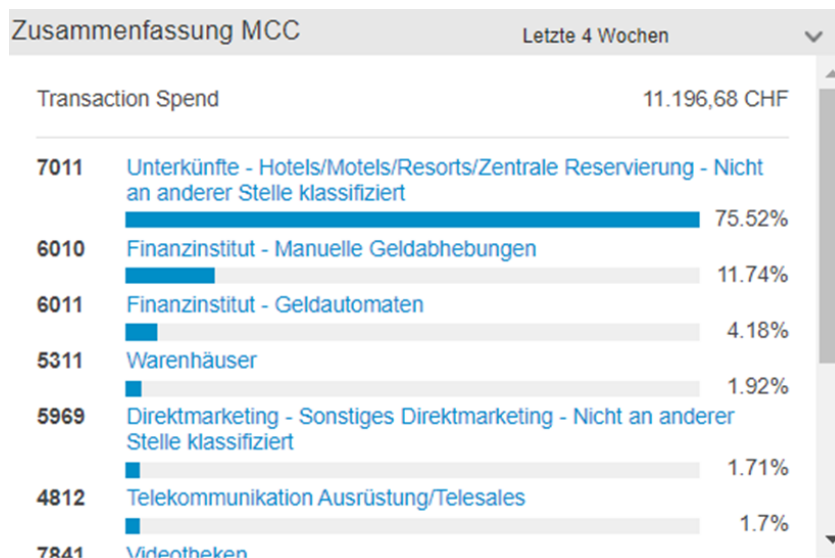 Zusammenfassung MCC Letzte 4 Wochen
Transaction Spend 11.196,68 CHF
7011 Unterkünfte - Hotels/Motels/Resorts/Zentrale Reservierung - Nicht
an anderer Stelle klassifiziert
75.52%
6010 Finanzinstitut - Manuelle Geldabhebungen
11.74%
6011 Finanzinstitut - Geldautomaten
4.18%
5311 Warenhäuser
1.92%
5969 Direktmarketing - Sonstiges Direktmarketing - Nicht an anderer
Stelle klassifiziert
1.71%
4812 Telekommunikation Ausrüstung/Telesales
1.7%
7841 Videotheken